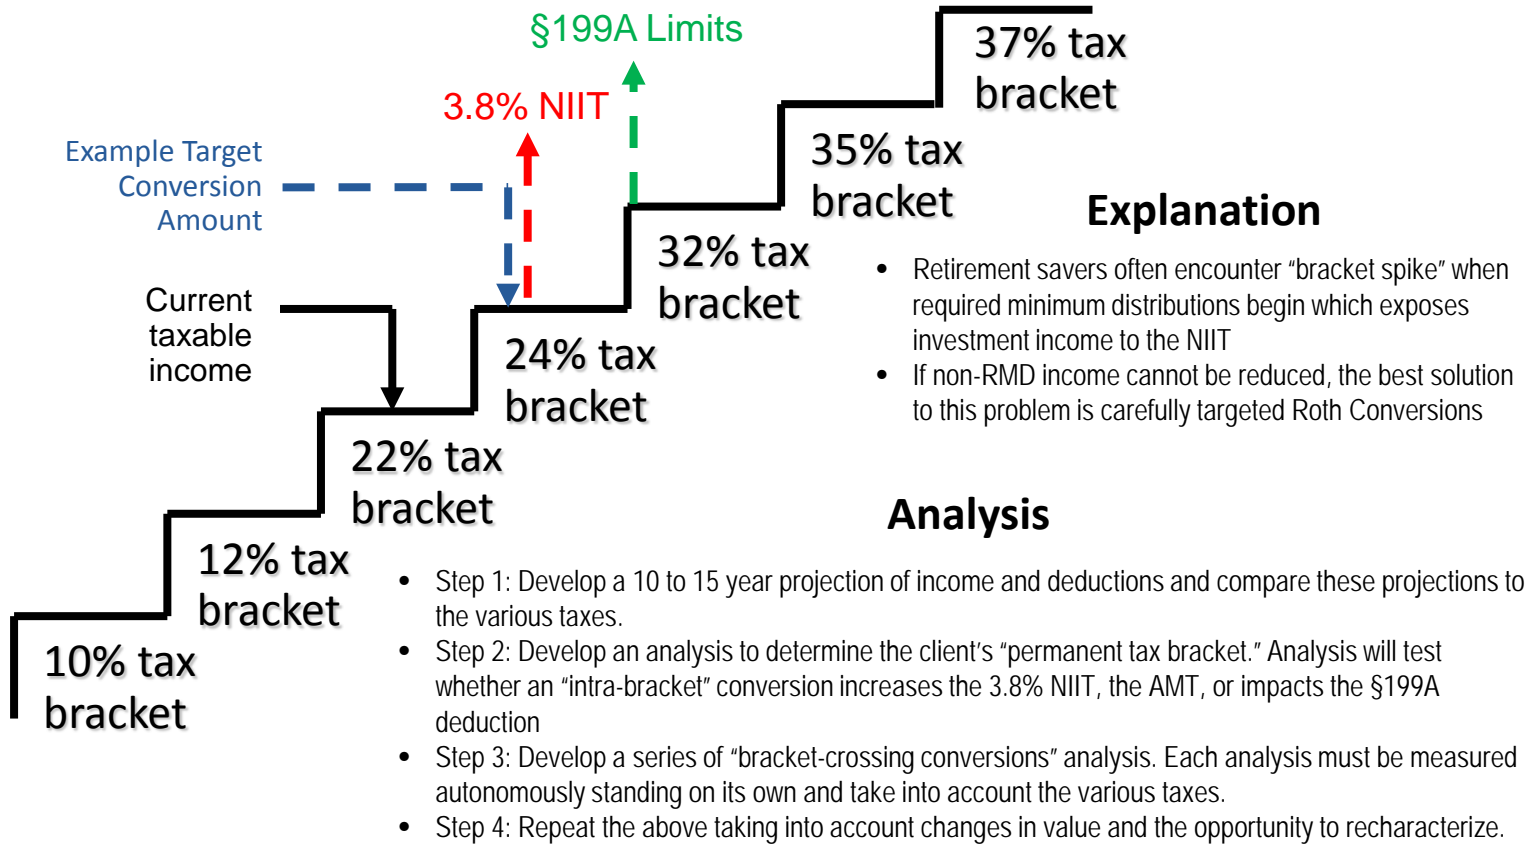 §199A Limits
37% tax
bracket
3.8% NIIT
Example Target
Conversion
Amount
35% tax
bracket
Explanation
32% tax
bracket
• Retirement savers often encounter “bracket spike” when
required minimum distributions begin which exposes
investment income to the NIIT
• If non-RMD income cannot be reduced, the best solution
to this problem is carefully targeted Roth Conversions
Current
taxable
income
24% tax
bracket
22% tax
bracket
Analysis
12% tax
bracket
10% tax
bracket
• Step 1: Develop a 10 to 15 year projection of income and deductions and compare these projections to
the various taxes.
• Step 2: Develop an analysis to determine the client’s “permanent tax bracket.” Analysis will test
whether an “intra-bracket” conversion increases the 3.8% NIIT, the AMT, or impacts the §199A
deduction
• Step 3: Develop a series of “bracket-crossing conversions” analysis. Each analysis must be measured
autonomously standing on its own and take into account the various taxes.
• Step 4: Repeat the above taking into account changes in value and the opportunity to recharacterize.